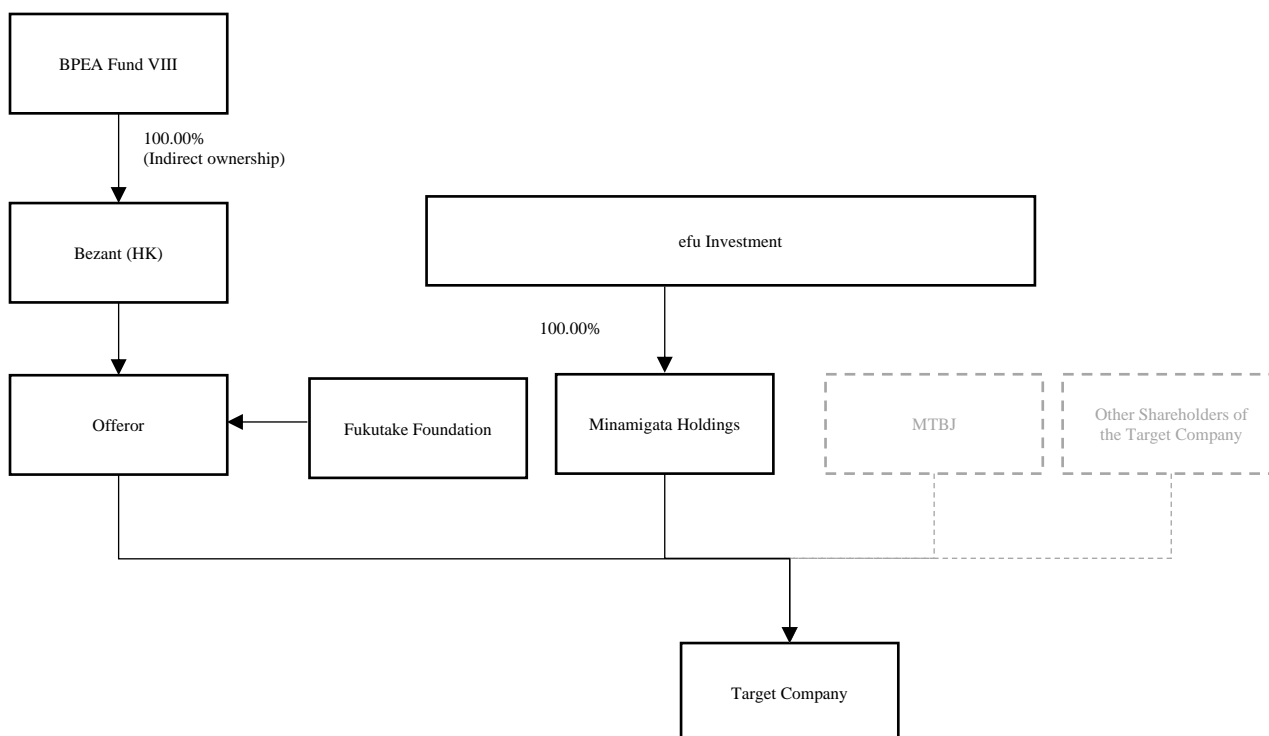 BPEA Fund VIII
100.00%
(Indirect ownership)
Bezant (HK)
efu Investment
100.00%
Offeror
Fukutake Foundation
Minamigata Holdings
MTBJ
Other Shareholders of
the Target Company
Target Company